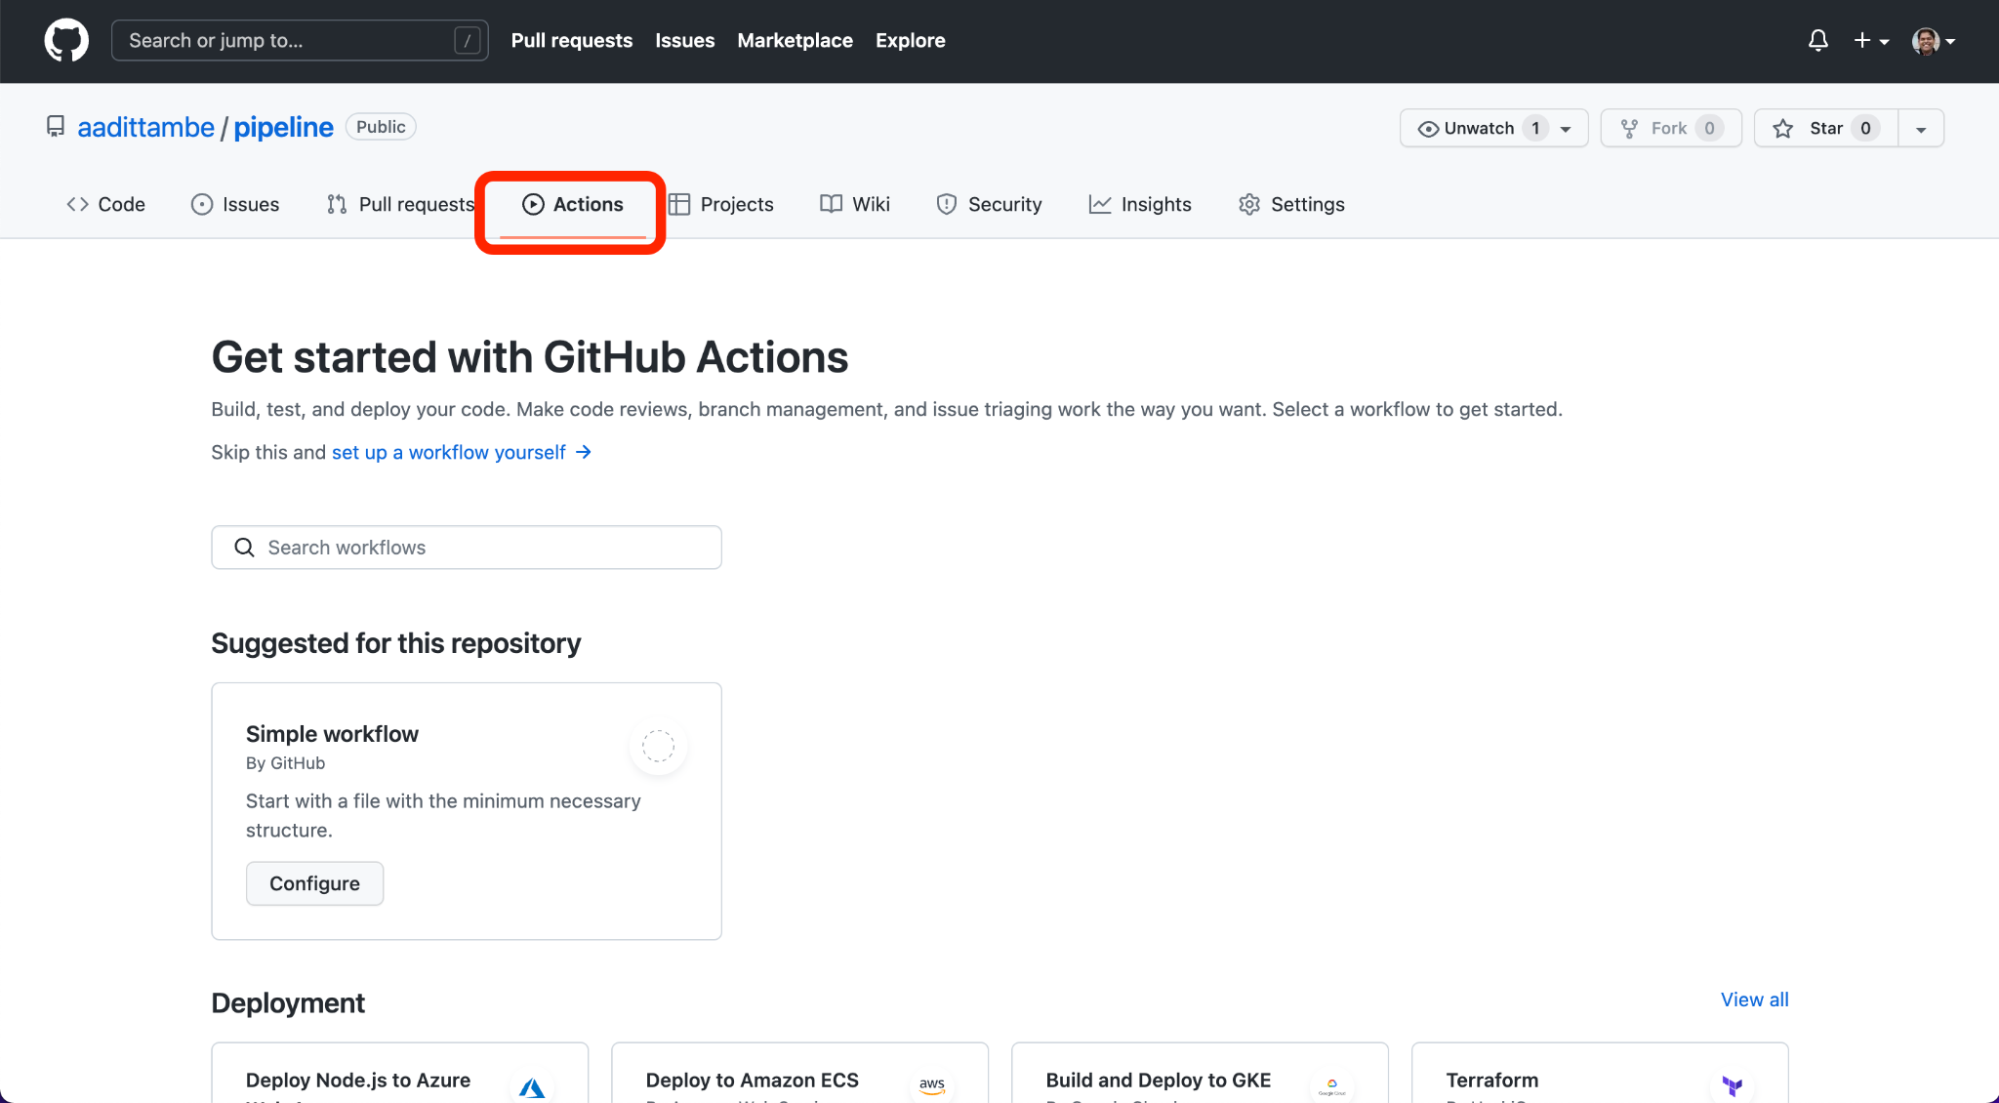 Search or jump to... / Pull requests Issues Marketplace Explore
aadittambe / pipeline Public Unwatch 1 Fork 0 Star 0
Code Issues Pull requests Actions Projects Wiki Security Insights Settings
Get started with GitHub Actions
Build, test, and deploy your code. Make code reviews, branch management, and issue triaging work the way you want. Select a workflow to get started.
Skip this and set up a workflow yourself →
Search workflows
Suggested for this repository
Simple workflow
By GitHub
Start with a file with the minimum necessary
structure.
Configure
Deployment View all
Deploy Node.js to Azure Deploy to Amazon ECS aws Build and Deploy to GKE Terraform